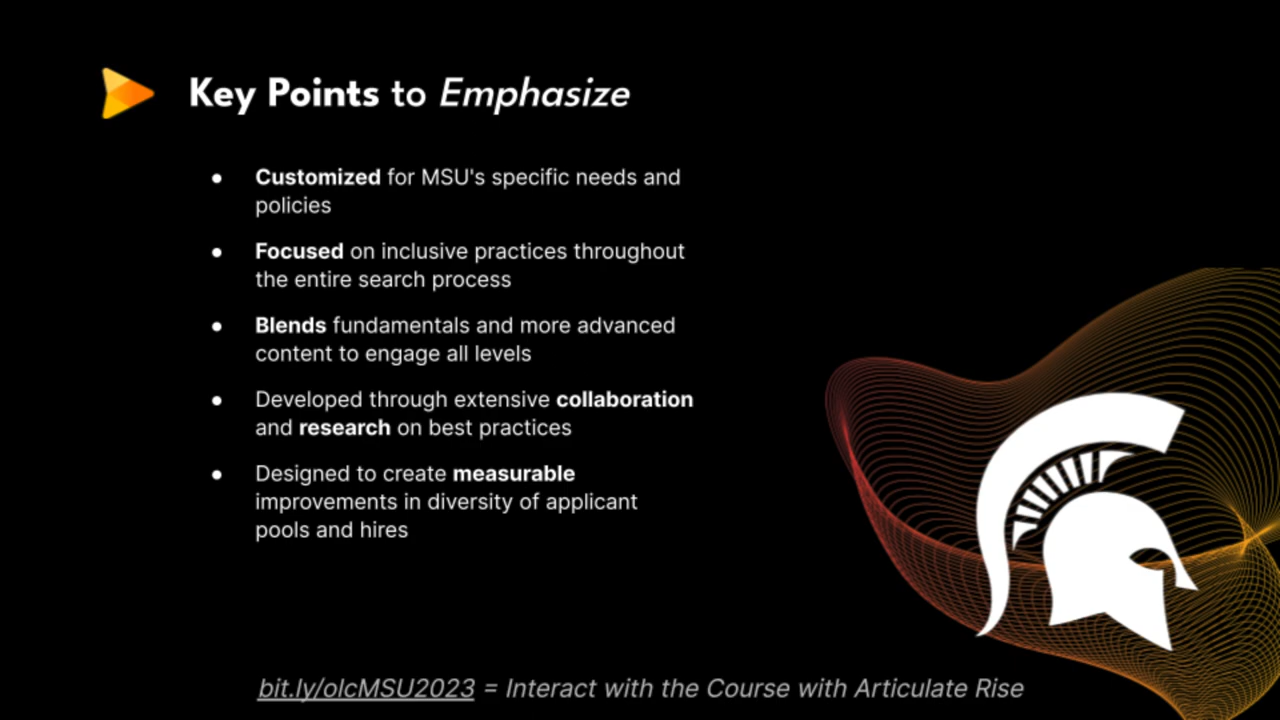 Key Points to Emphasize
● Customized for MSU's specific needs and
policies
● Focused on inclusive practices throughout
the entire search process
● Blends fundamentals and more advanced
content to engage all levels
● Developed through extensive collaboration
and research on best practices
● Designed to create measurable
improvements in diversity of applicant
pools and hires
bit.ly/olcMSU2023 = Interact with the Course with Articulate Rise